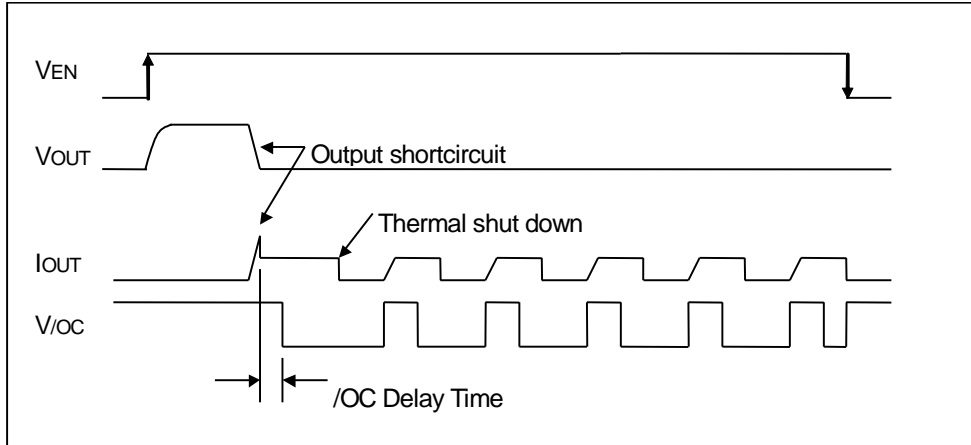 VEN
VOUT
Output shortcircuit
Thermal shut down
IOUT
V/OC
/OC Delay Time